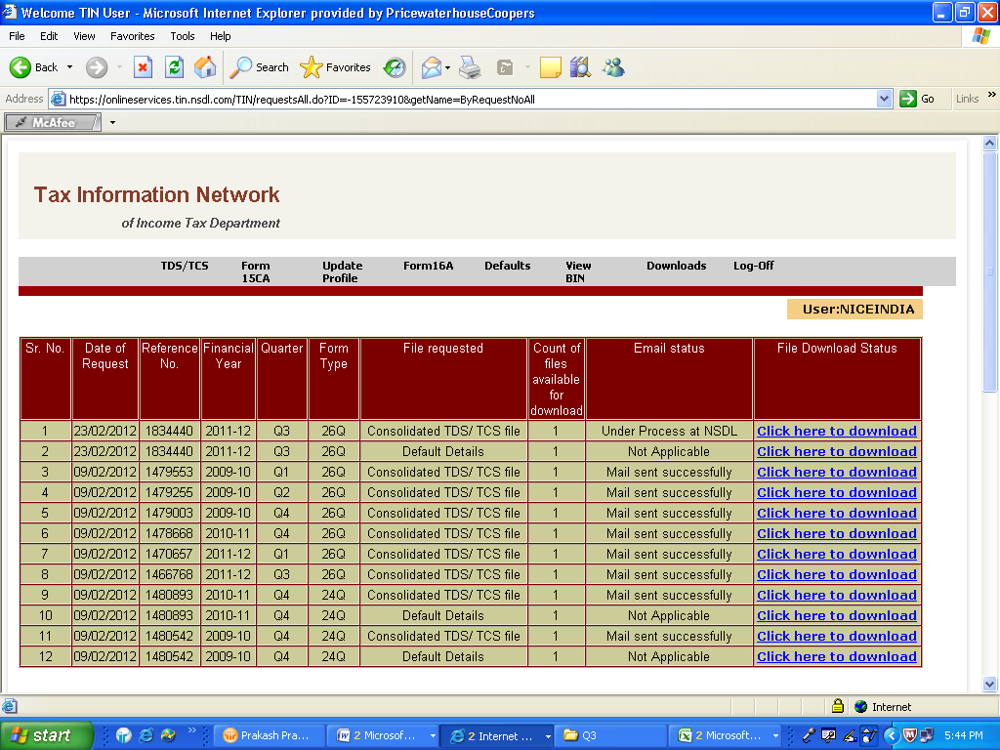 Welcome TIN User - Microsoft Internet Explorer provided by PricewaterhouseCoopers
File Edit View Favorites Tools Help
Back Search Favorites
Address https://onlineservices.tin.nsdl.com/TIN/requestsAll.do?ID=-155723910&getName=ByRequestNoAll Go Links »
McAfee
Tax Information Network
of Income Tax Department
TDS/TCS Form 15CA Update Profile Form16A Defaults View BIN Downloads Log-Off
User:NICEINDIA
Sr. No. Date of Request Reference No. Financial Year Quarter Form Type File requested Count of files available for download Email status File Download Status
1 23/02/2012 1834440 2011-12 Q3 26Q Consolidated TDS/ TCS file 1 Under Process at NSDL Click here to download
2 23/02/2012 1834440 2011-12 Q3 26Q Default Details 1 Not Applicable Click here to download
3 09/02/2012 1479553 2009-10 Q1 26Q Consolidated TDS/ TCS file 1 Mail sent successfully Click here to download
4 09/02/2012 1479255 2009-10 Q2 26Q Consolidated TDS/ TCS file 1 Mail sent successfully Click here to download
5 09/02/2012 1479003 2009-10 Q4 26Q Consolidated TDS/ TCS file 1 Mail sent successfully Click here to download
6 09/02/2012 1478668 2010-11 Q4 26Q Consolidated TDS/ TCS file 1 Mail sent successfully Click here to download
7 09/02/2012 1470657 2011-12 Q1 26Q Consolidated TDS/ TCS file 1 Mail sent successfully Click here to download
8 09/02/2012 1466768 2011-12 Q3 26Q Consolidated TDS/ TCS file 1 Mail sent successfully Click here to download
9 09/02/2012 1480893 2010-11 Q4 24Q Consolidated TDS/ TCS file 1 Mail sent successfully Click here to download
10 09/02/2012 1480893 2010-11 Q4 24Q Default Details 1 Not Applicable Click here to download
11 09/02/2012 1480542 2009-10 Q4 24Q Consolidated TDS/ TCS file 1 Mail sent successfully Click here to download
12 09/02/2012 1480542 2009-10 Q4 24Q Default Details 1 Not Applicable Click here to download
Internet
start » Prakash Pra... 2 Microsof... 2 Internet ... Q3 2 Microsoft... 5:44 PM